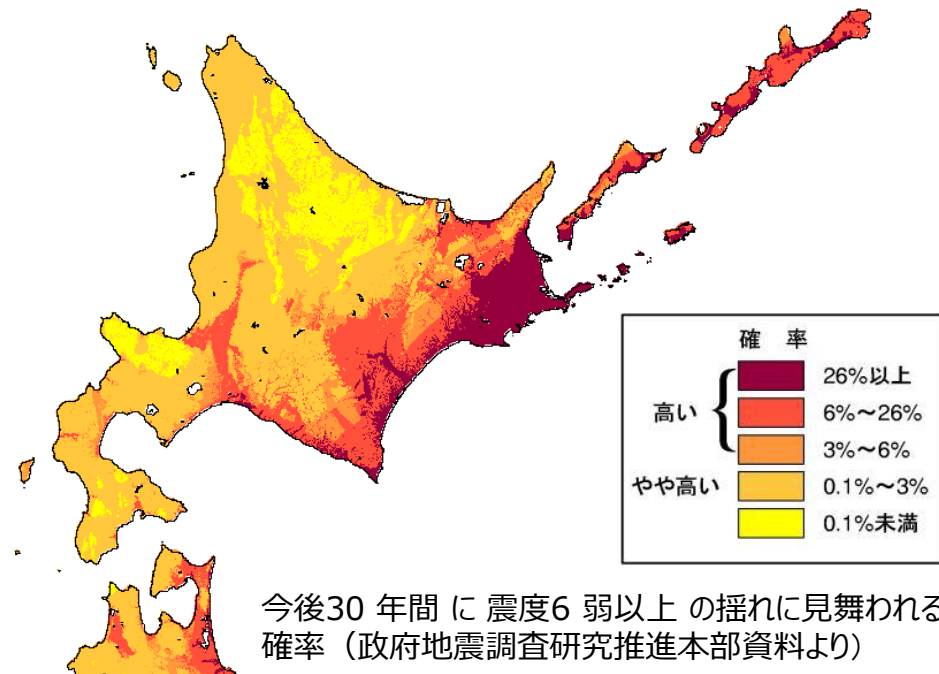 確 率
高い
26%以上
6%～26%
3%～6%
やや高い
0.1%～3%
0.1%未満
今後30 年間 に 震度6 弱以上 の揺れに見舞われる
確率（政府地震調査研究推進本部資料より）